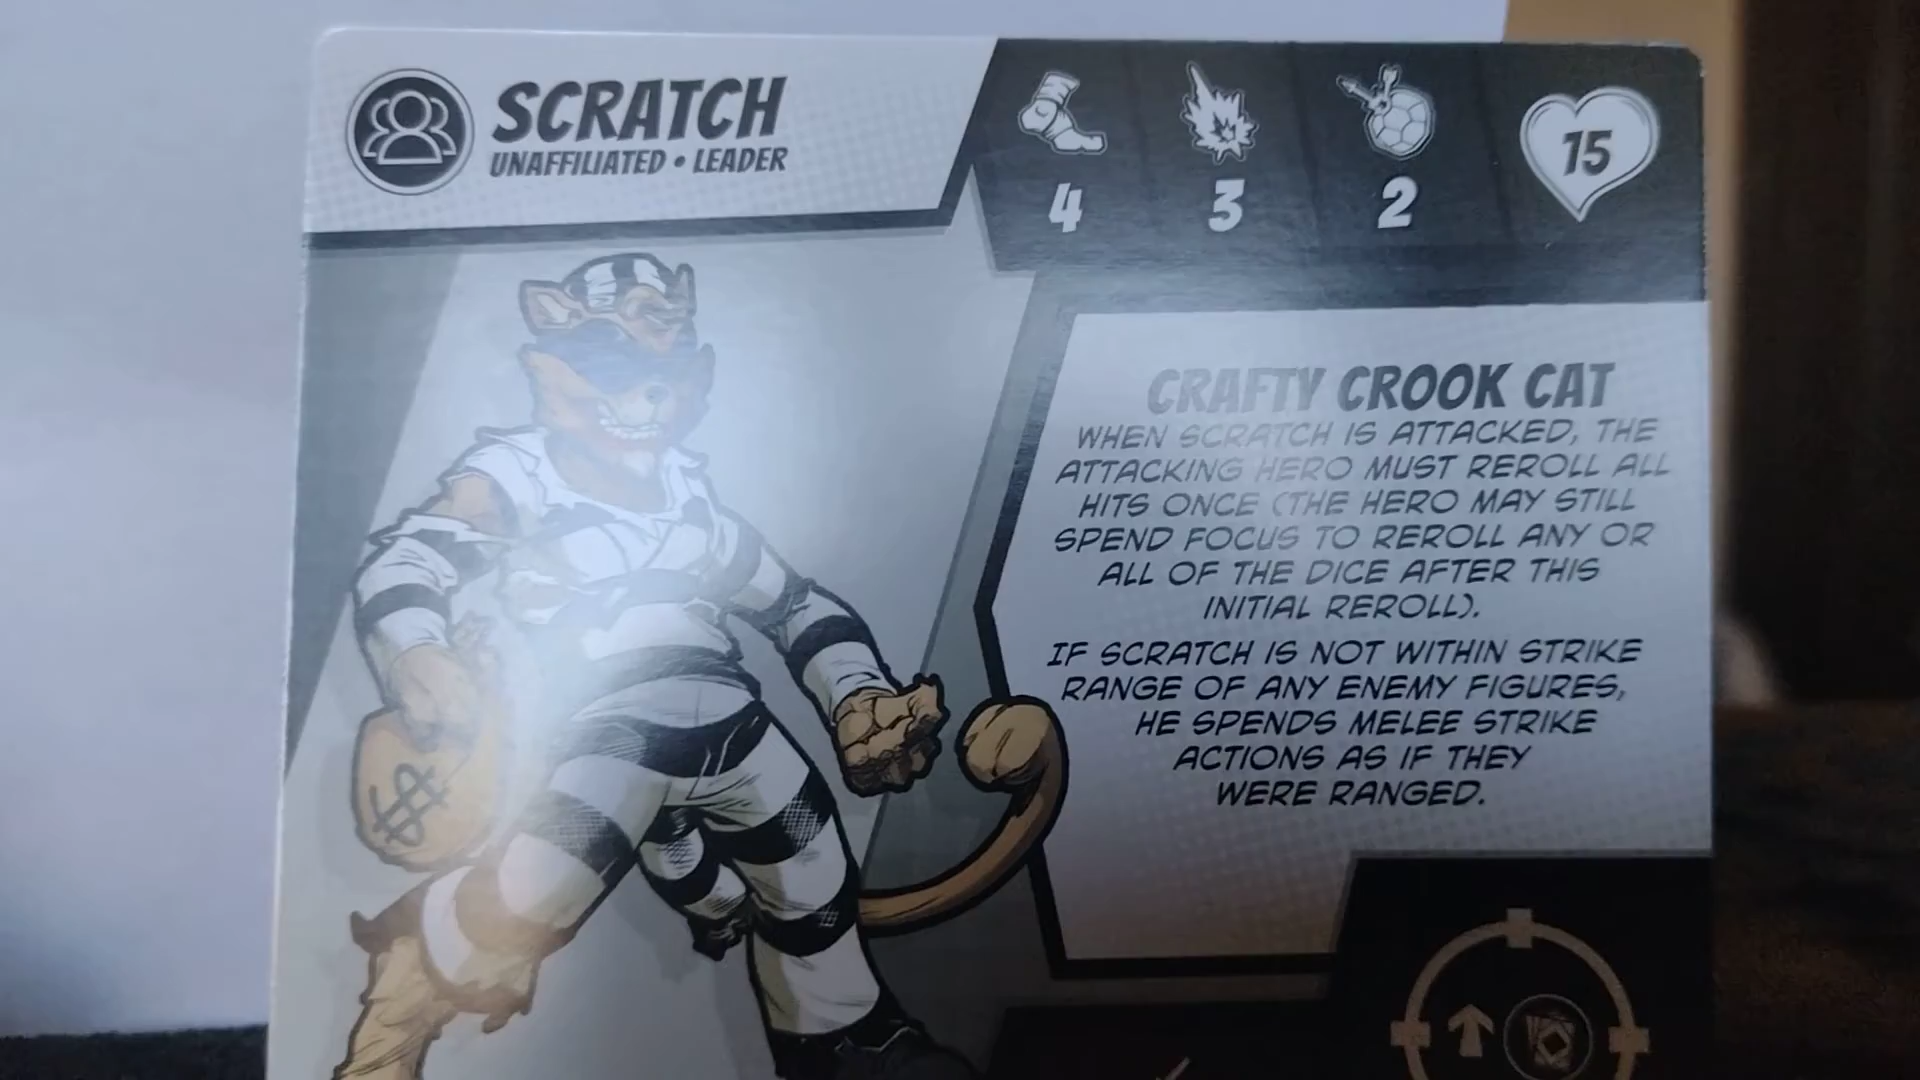 SCRATCH
UNAFFILIATED • LEADER
4 3 2 15
CRAFTY CROOK CAT
WHEN SCRATCH IS ATTACKED, THE
ATTACKING HERO MUST REROLL ALL
HITS ONCE (THE HERO MAY STILL
SPEND FOCUS TO REROLL ANY OR
ALL OF THE DICE AFTER THIS
INITIAL REROLL).
IF SCRATCH IS NOT WITHIN STRIKE
RANGE OF ANY ENEMY FIGURES,
HE SPENDS MELEE STRIKE
ACTIONS AS IF THEY
WERE RANGED.
$